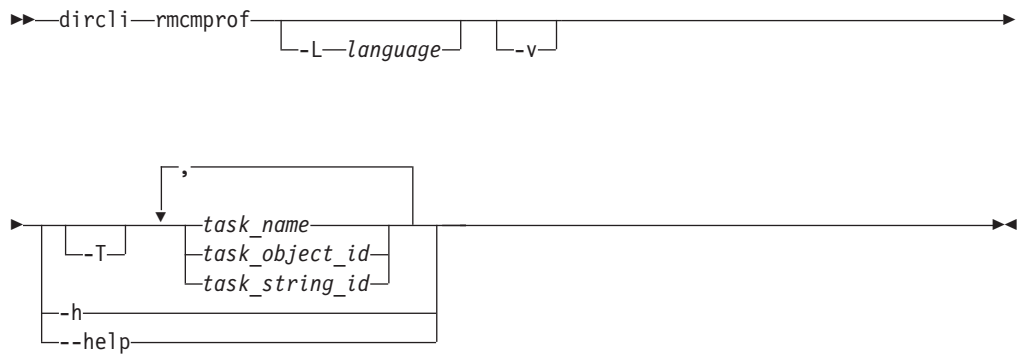 dircli rmcmprof
-L language
-v
,
-T
task_name
task_object_id
task_string_id
-h
--help